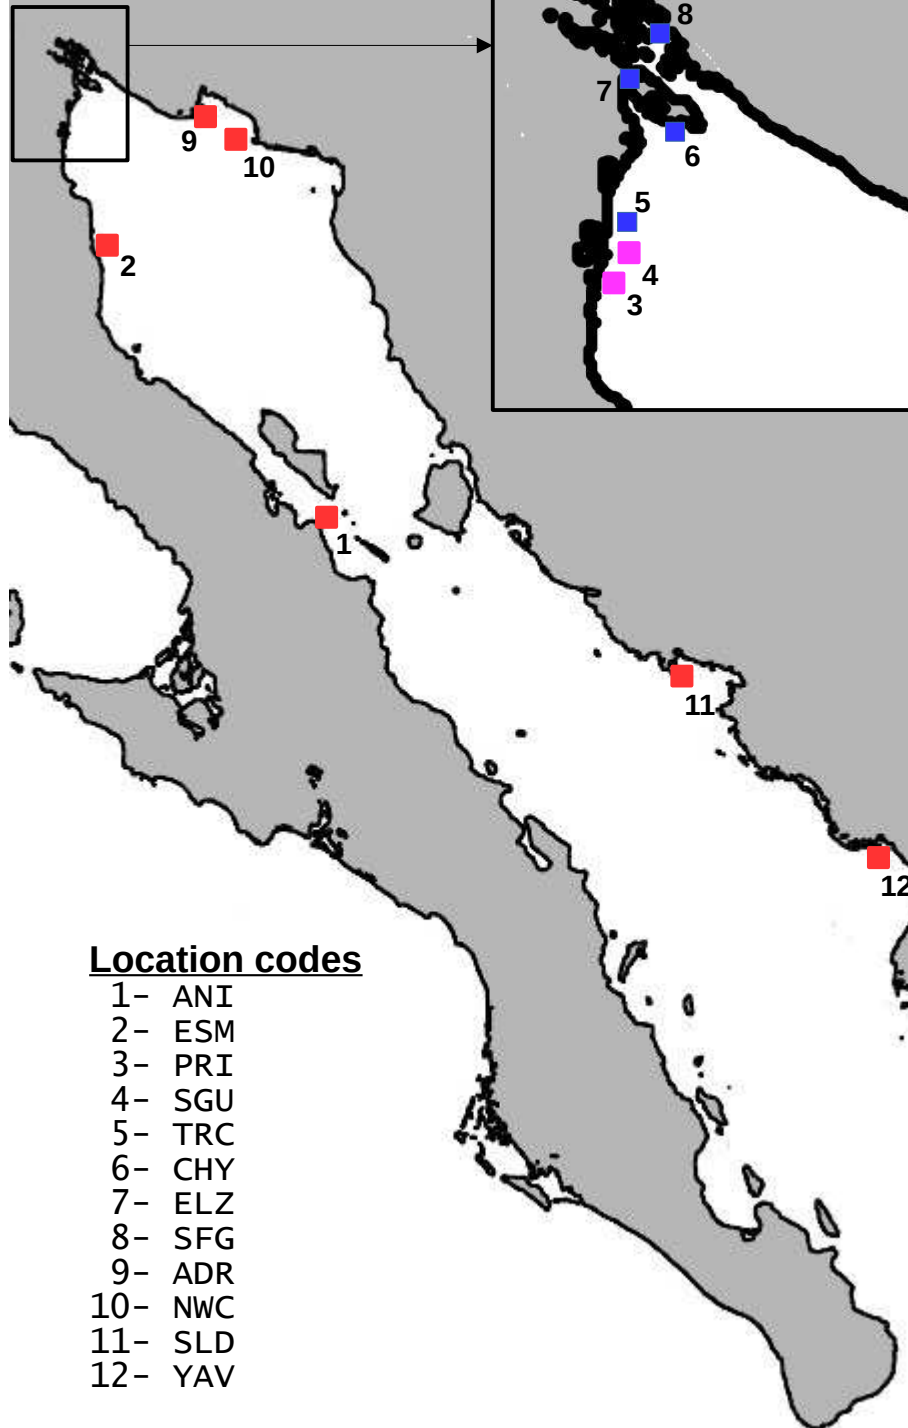 8
7
6
5
4
3
9
10
2
1
11
12
Location codes
1- ANI
2- ESM
3- PRI
4- SGU
5- TRC
6- CHY
7- ELZ
8- SFG
9- ADR
10- NWC
11- SLD
12- YAV